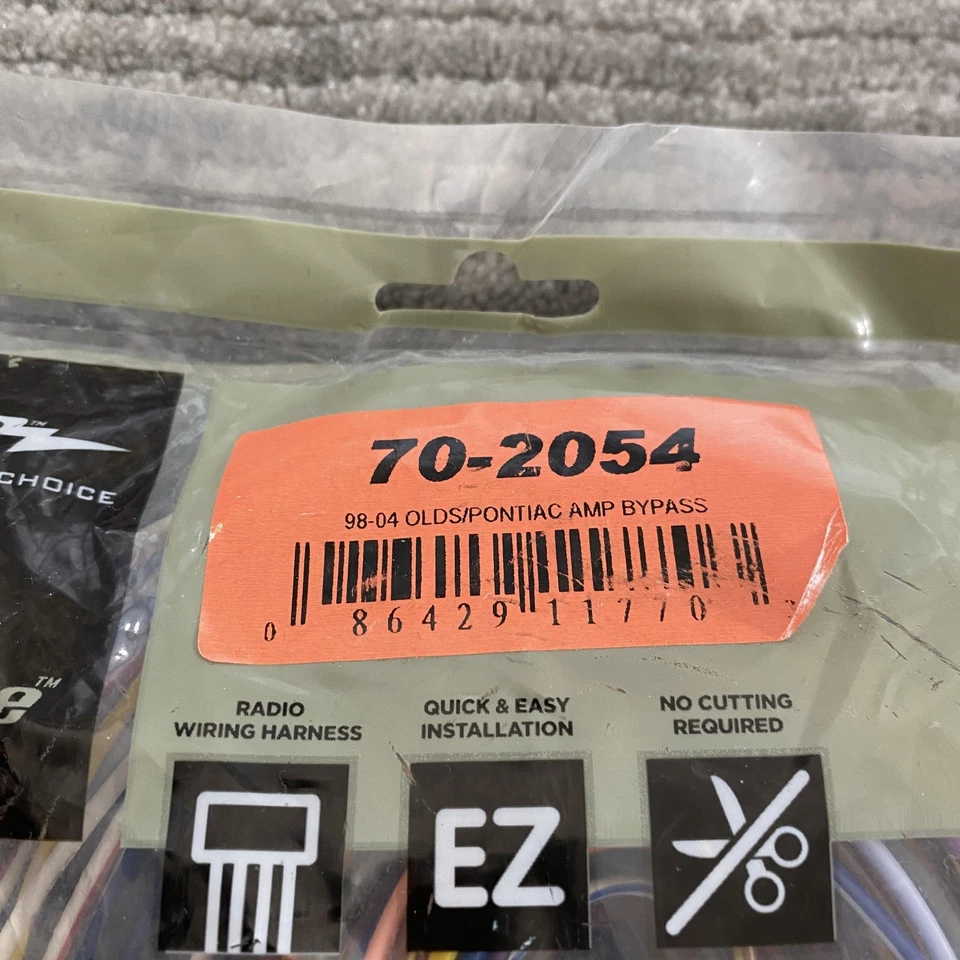 CHOICE
70-2054
98-04 OLDS/PONTIAC AMP BYPASS
0 86429 11770
e™
RADIO
WIRING HARNESS
QUICK & EASY
INSTALLATION
NO CUTTING
REQUIRED
EZ